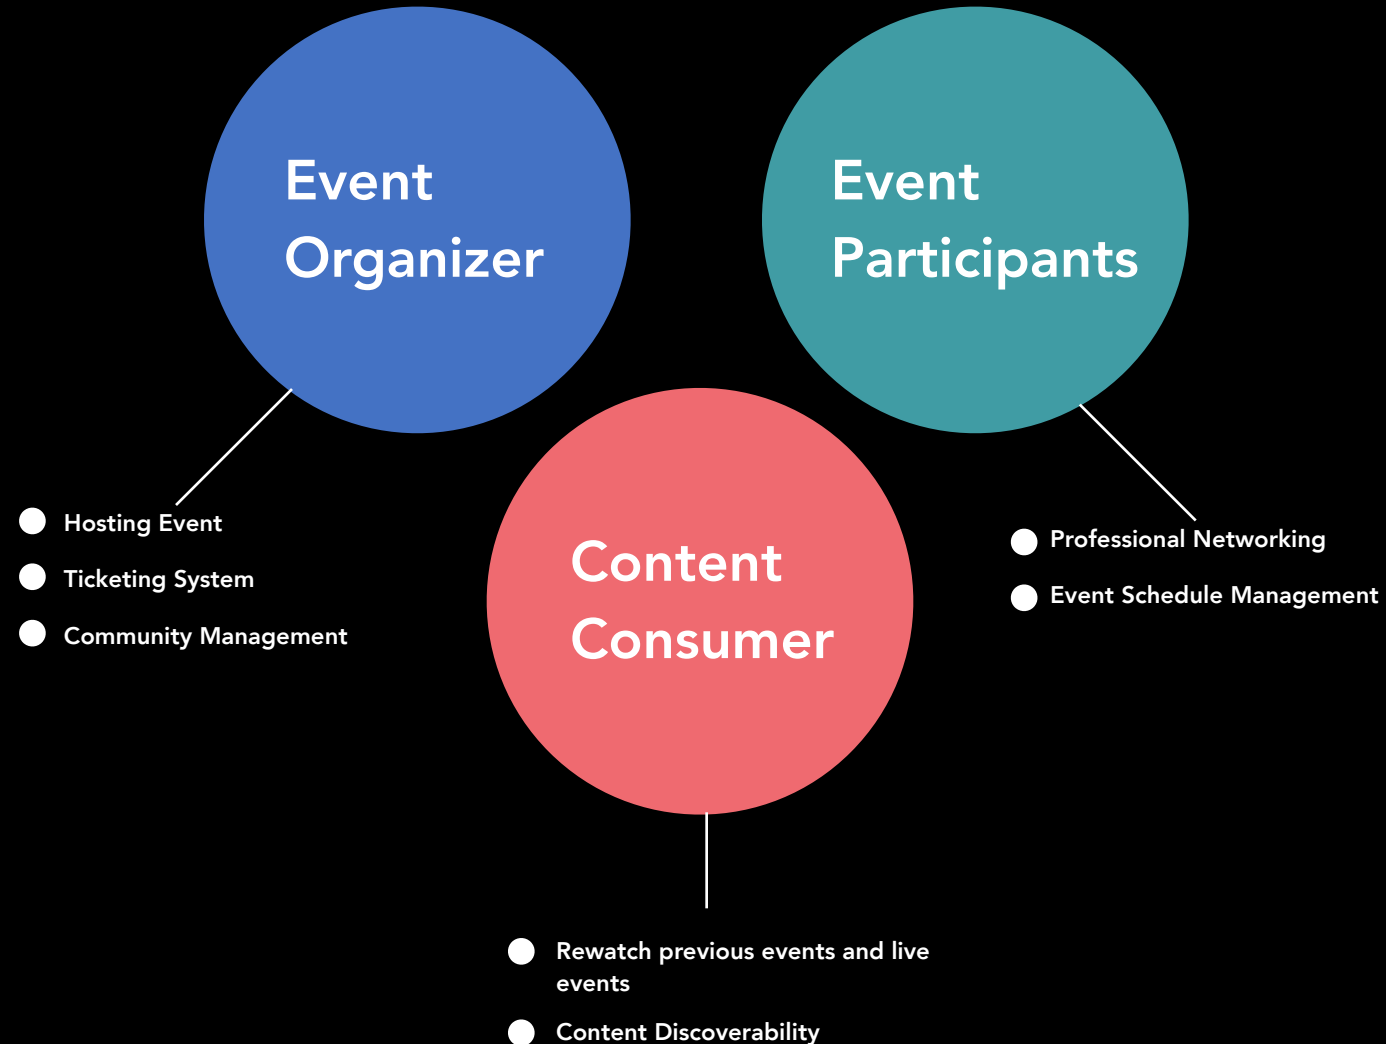 Event
Organizer
Event
Participants
Hosting Event
Ticketing System
Community Management
Content
Consumer
Professional Networking
Event Schedule Management
Rewatch previous events and live
events
Content Discoverability